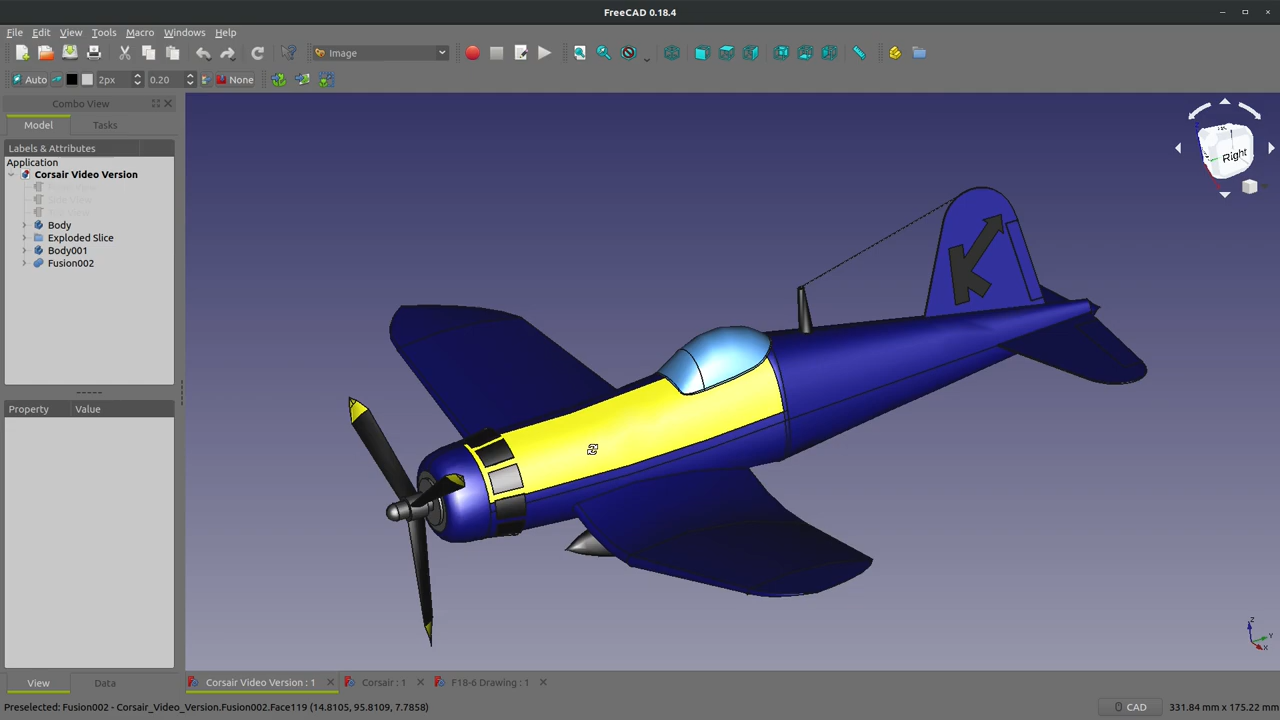 FreeCAD 0.18.4
File Edit View Tools Macro Windows Help
Image
Auto 2px 0.20 None
Combo View
Model Tasks
Labels & Attributes
Application
Corsair Video Version
Body
Exploded Slice
Body001
Fusion002
Property Value
View Data
K
Right
Z
Y
X
Corsair Video Version : 1 Corsair : 1 F18-6 Drawing : 1
Preselected: Fusion002 - Corsair_Video_Version.Fusion002.Face119 (14.8105, 95.8109, 7.7858) CAD 331.84 mm x 175.22 mm